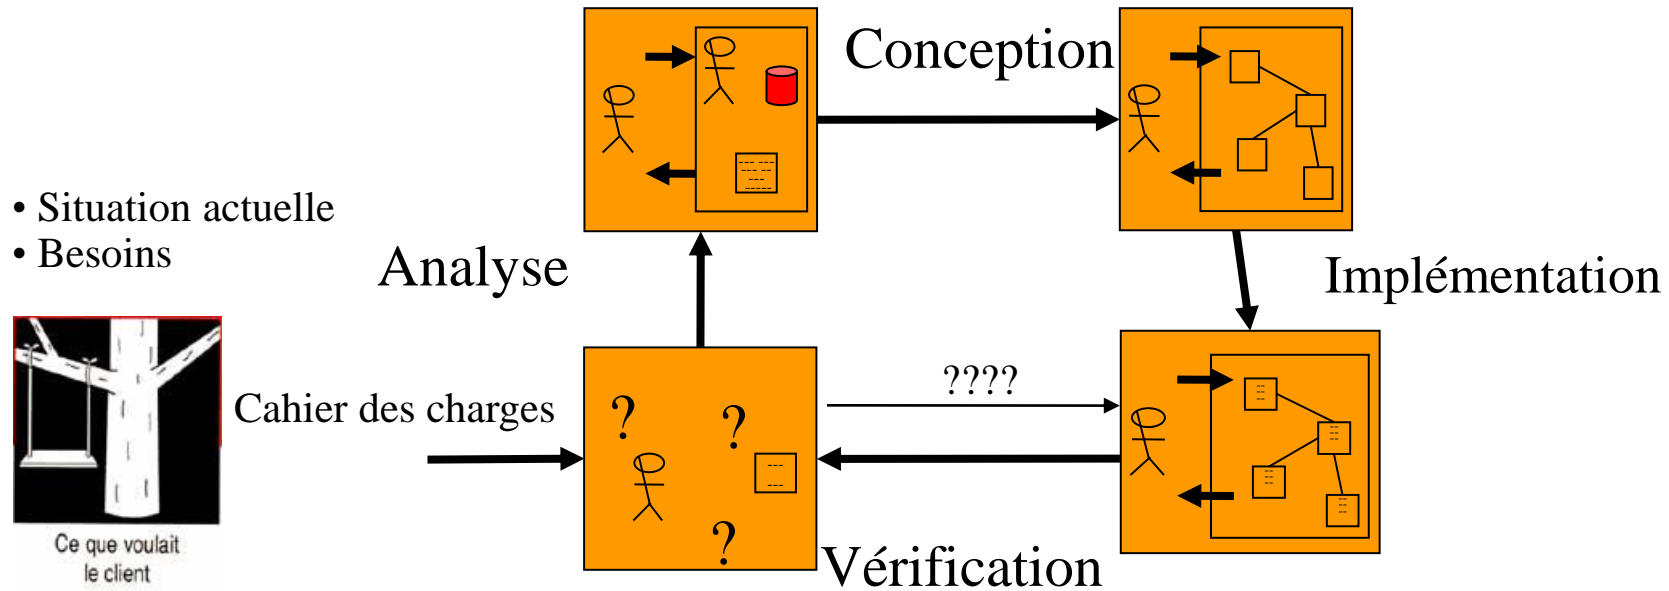 Conception
• Situation actuelle
• Besoins
Analyse
Implémentation
????
Cahier des charges
?
?
?
Ce que voulait
le client
Vérification